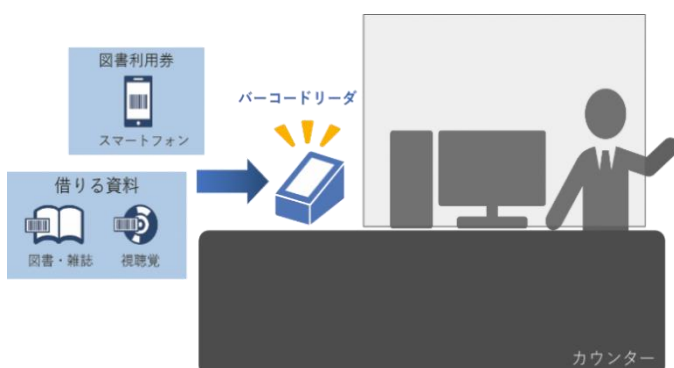 図書利用券
スマートフォン
バーコードリーダ
借りる資料
図書・雑誌
視聴覚
カウンター